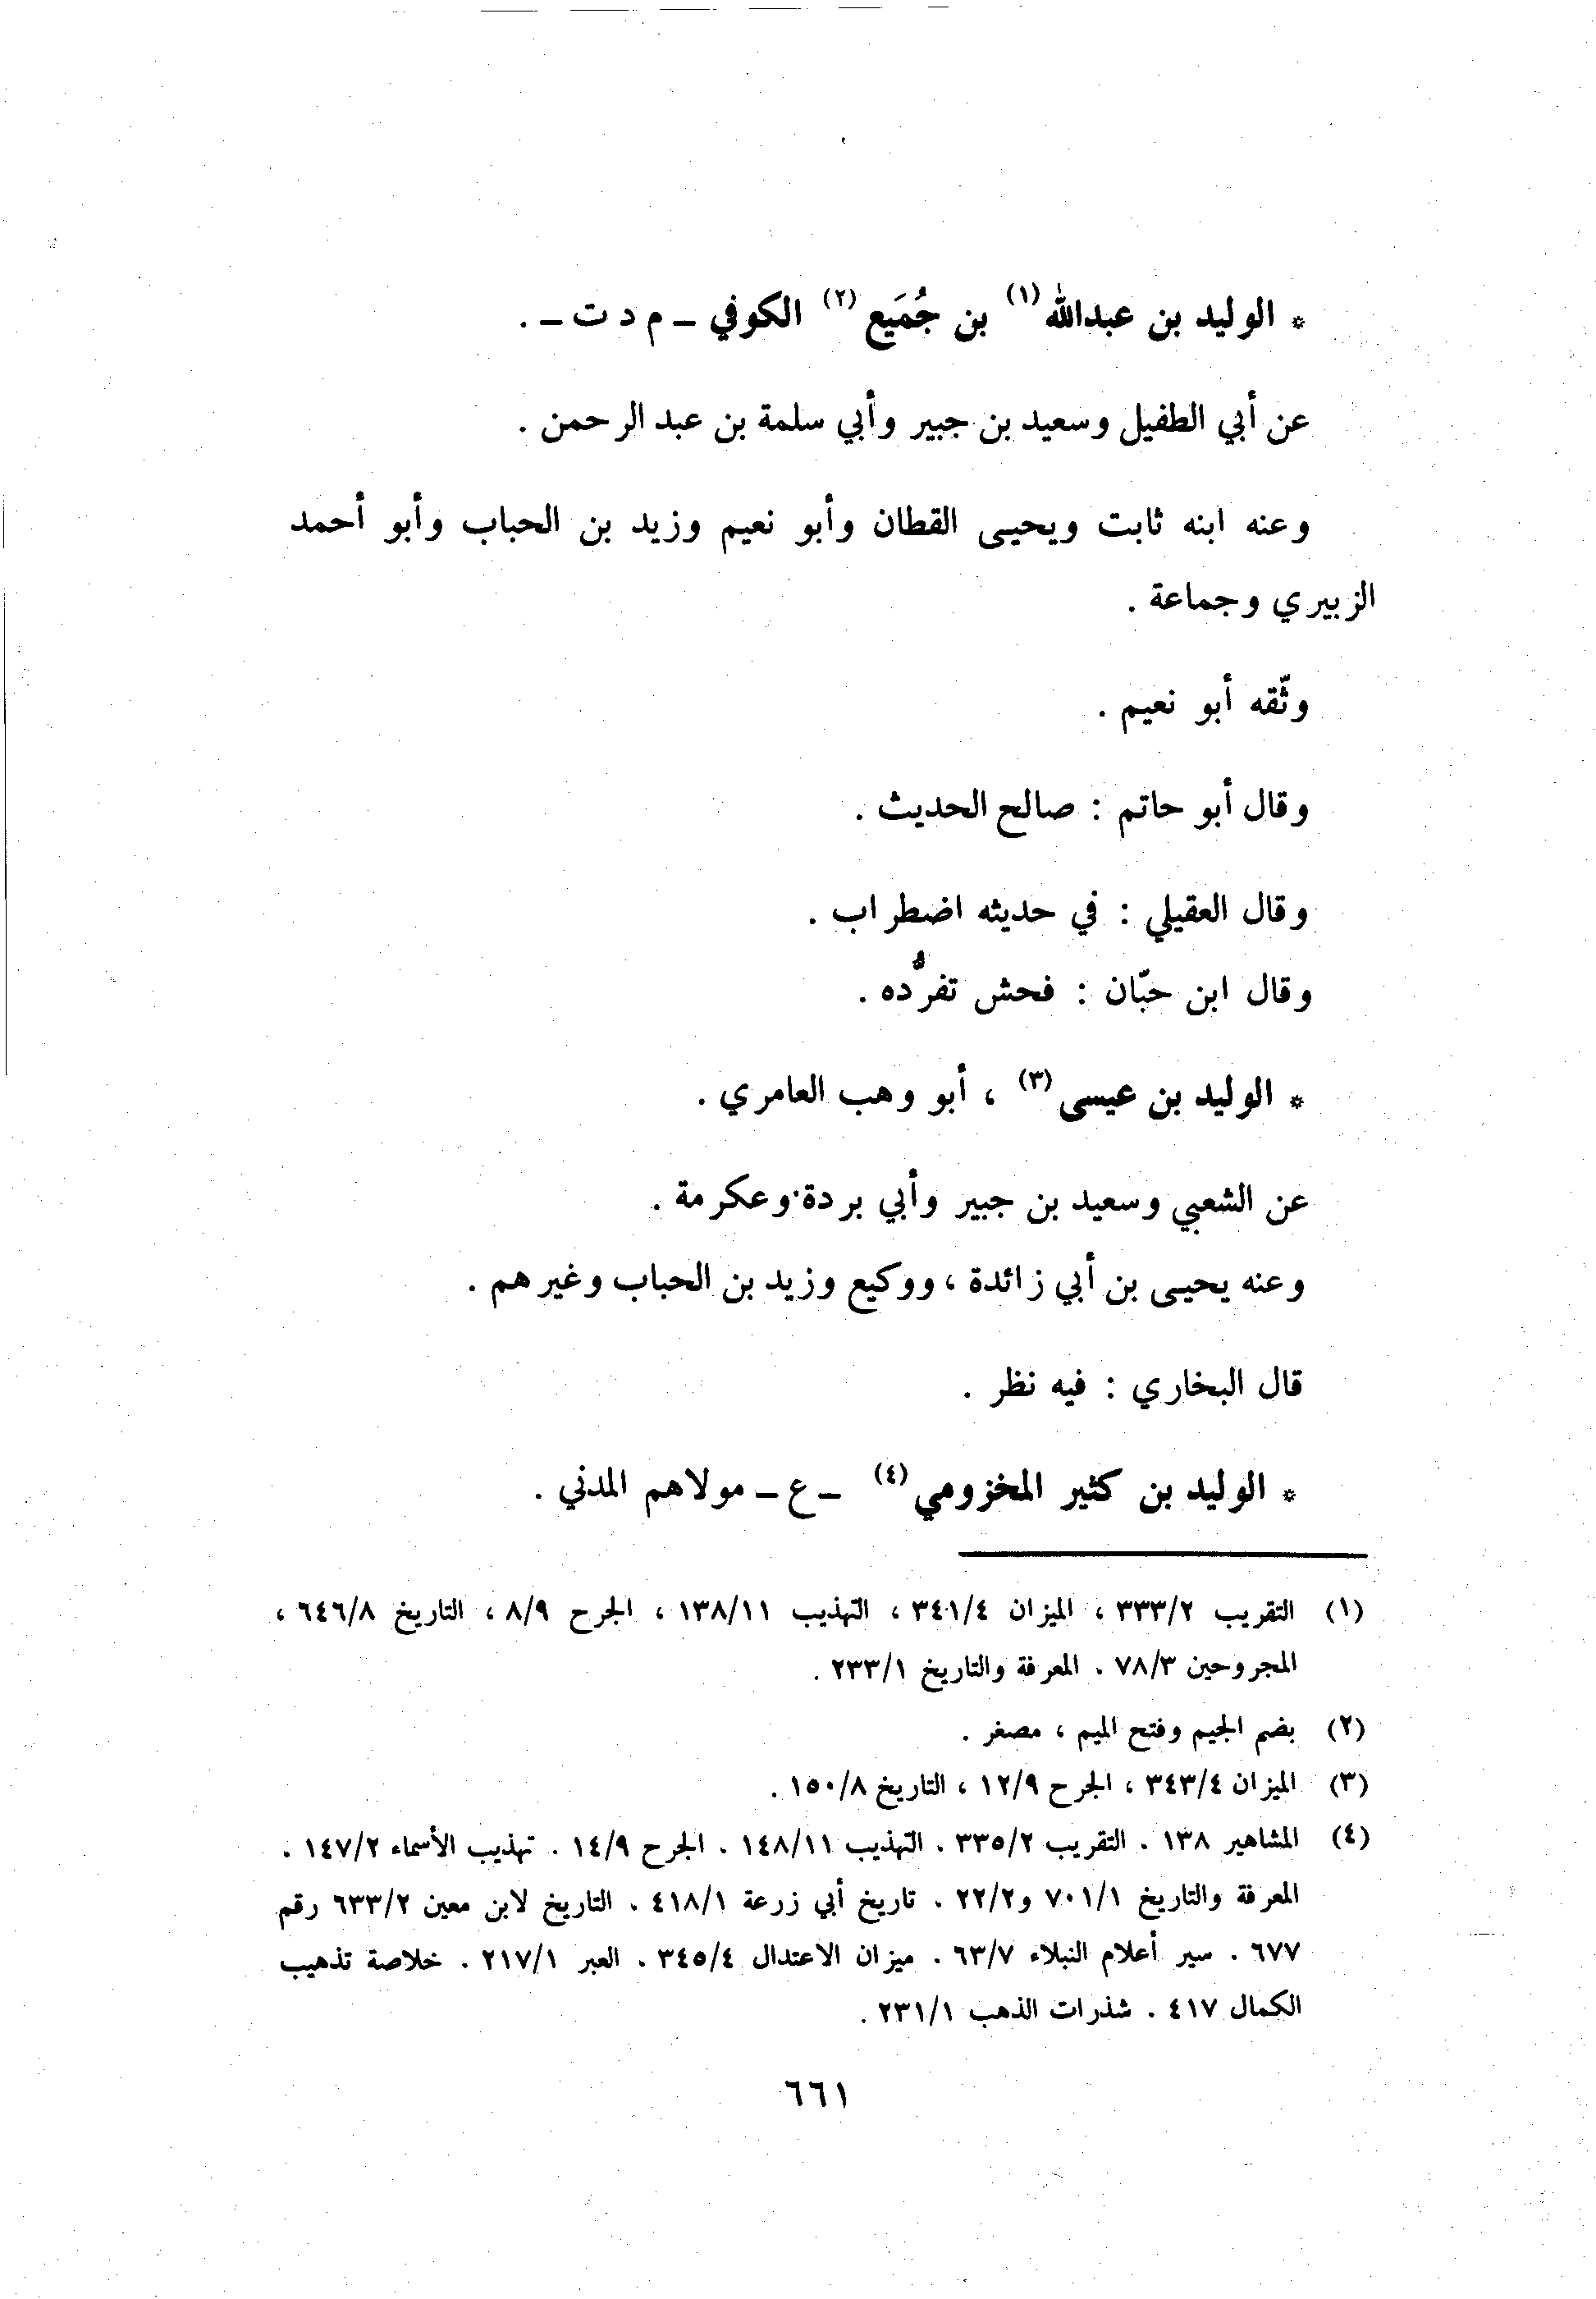 * الوليد بن عبدالله(١) بن جُمَيع(٢) الكوفي ـ م د ت ـ .
عن أبي الطفيل وسعيد بن جبير وأبي سلمة بن عبد الرحمن .
وعنه ابنه ثابت ويحيى القطان وأبو نعيم وزيد بن الحباب وأبو أحمد
الزبيري وجماعة .
وثّقه أبو نعيم .
وقال أبو حاتم : صالح الحديث .
وقال العقيلي : في حديثه اضطراب .
وقال ابن حبّان : فحش تفرُّده .
* الوليد بن عيسى(٣) ، أبو وهب العامري .
عن الشعبي وسعيد بن جبير وأبي بردة وعكرمة .
وعنه يحيى بن أبي زائدة ، ووكيع وزيد بن الحباب وغيرهم .
قال البخاري : فيه نظر .
* الوليد بن كثير المخزومي(٤) ـ ع ـ مولاهم المدني .
(١) التقريب ٣٣٣/٢ ، الميزان ٣٤١/٤ ، التهذيب ١٣٨/١١ ، الجرح ٨/٩ ، التاريخ ٦٤٦/٨ ،
المجروحين ٧٨/٣ . المعرفة والتاريخ ٢٣٣/١ .
(٢) بضم الجيم وفتح الميم ، مصغر .
(٣) الميزان ٣٤٣/٤ ، الجرح ١٢/٩ ، التاريخ ١٥٠/٨ .
(٤) المشاهير ١٣٨ . التقريب ٣٣٥/٢ . التهذيب ١٤٨/١١ . الجرح ١٤/٩ . تهذيب الأسماء ١٤٧/٢ .
المعرفة والتاريخ ٧٠١/١ و٢٢/٢ . تاريخ أبي زرعة ٤١٨/١ . التاريخ لابن معين ٦٣٣/٢ رقم
٦٧٧ . سير أعلام النبلاء ٦٣/٧ . ميزان الاعتدال ٣٤٥/٤ . العبر ٢١٧/١ . خلاصة تذهيب
الكمال ٤١٧ . شذرات الذهب ٢٣١/١ .
٦٦١